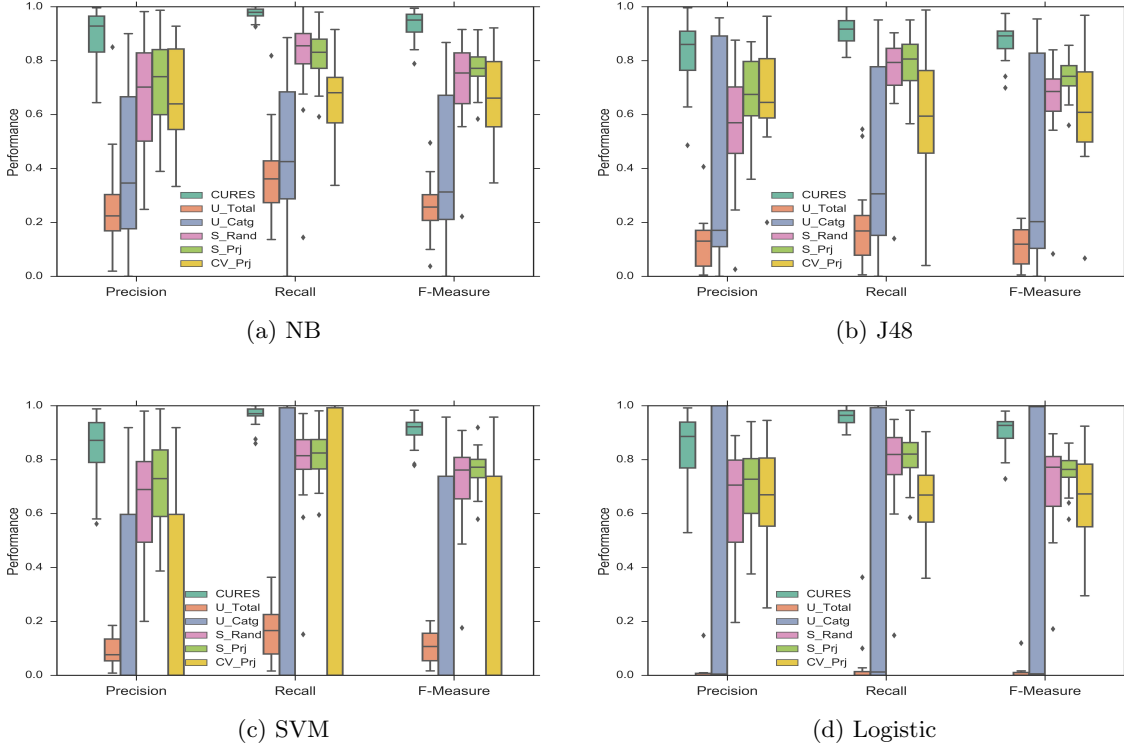 1.0
0.8
0.6
0.4
0.2
0.0
Performance
CURES
U_Total
U_Catg
S_Rand
S_Prj
CV_Prj
Precision Recall F-Measure
(a) NB
1.0
0.8
0.6
0.4
0.2
0.0
Performance
CURES
U_Total
U_Catg
S_Rand
S_Prj
CV_Prj
Precision Recall F-Measure
(b) J48
1.0
0.8
0.6
0.4
0.2
0.0
Performance
CURES
U_Total
U_Catg
S_Rand
S_Prj
CV_Prj
Precision Recall F-Measure
(c) SVM
1.0
0.8
0.6
0.4
0.2
0.0
Performance
CURES
U_Total
U_Catg
S_Rand
S_Prj
CV_Prj
Precision Recall F-Measure
(d) Logistic